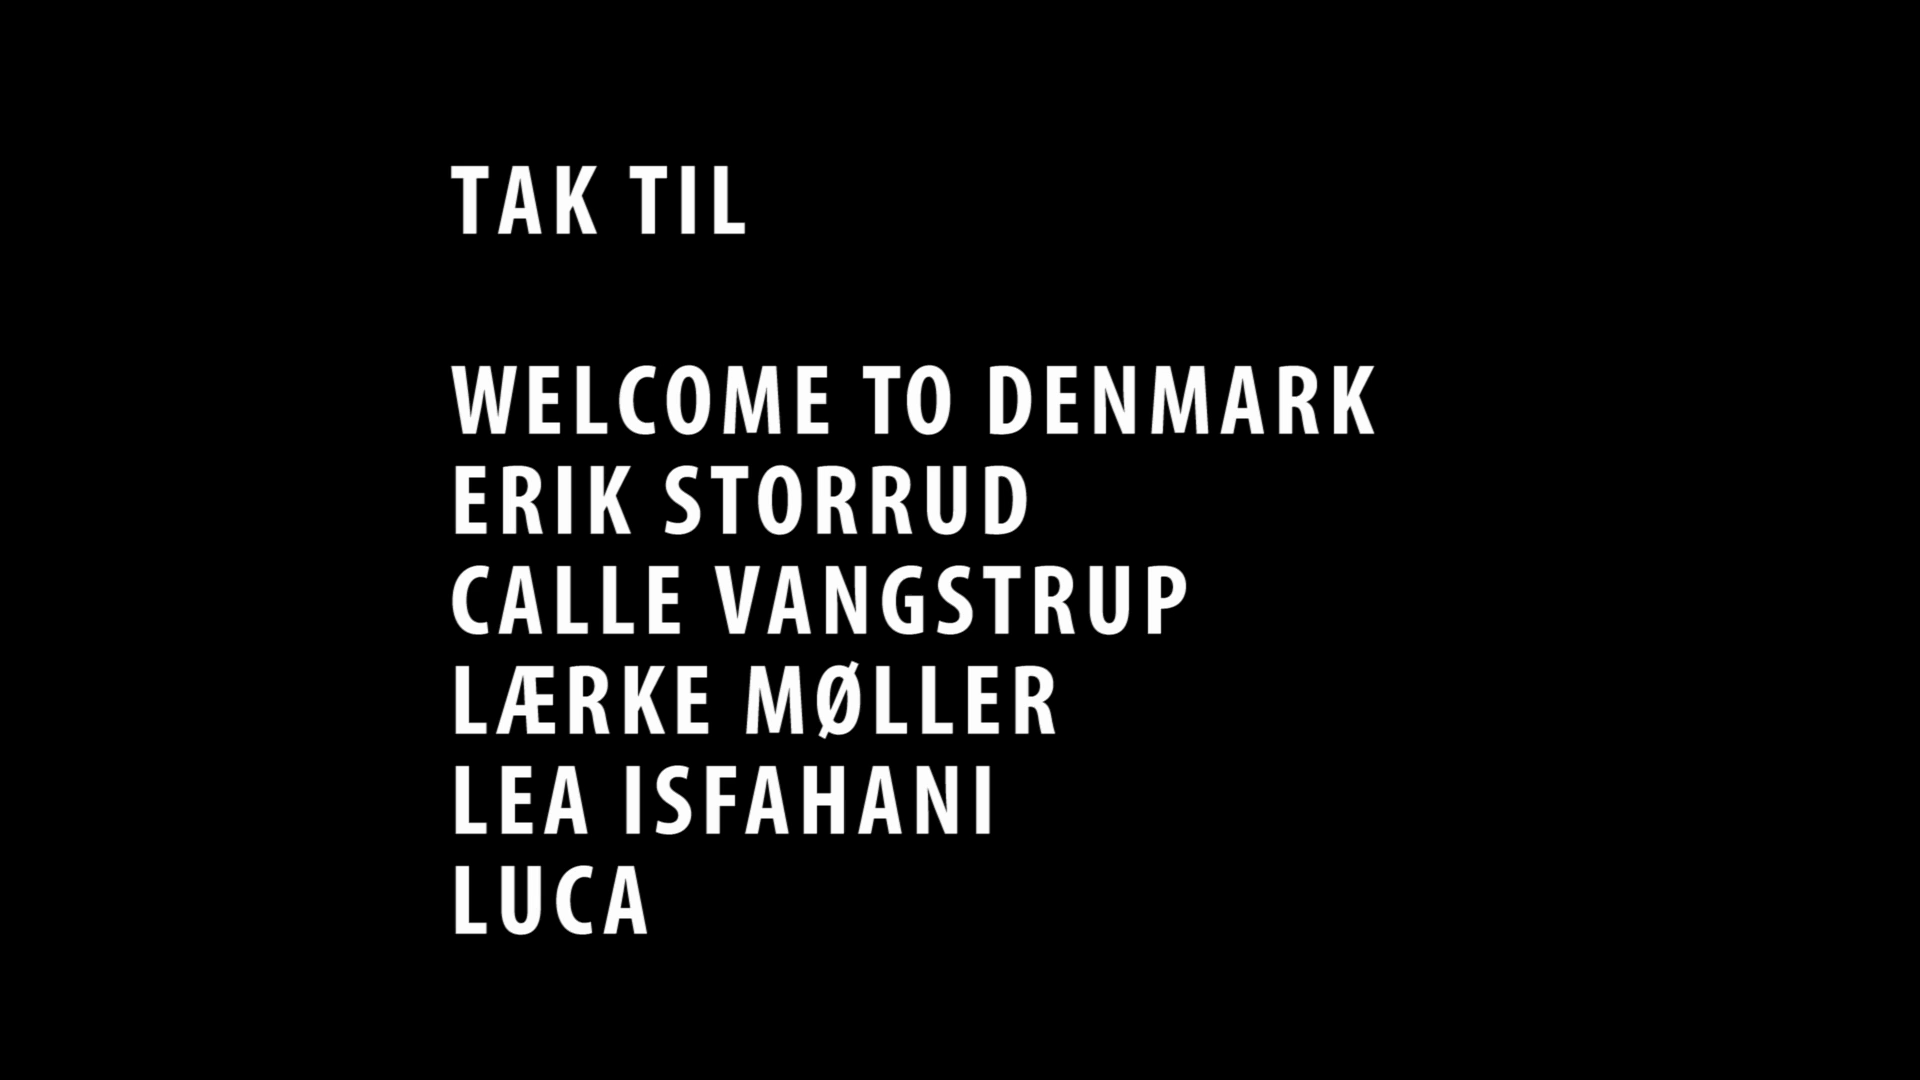 TAK TIL
WELCOME TO DENMARK
ERIK STORRUD
CALLE VANGSTRUP
LÆRKE MØLLER
LEA ISFAHANI
LUCA